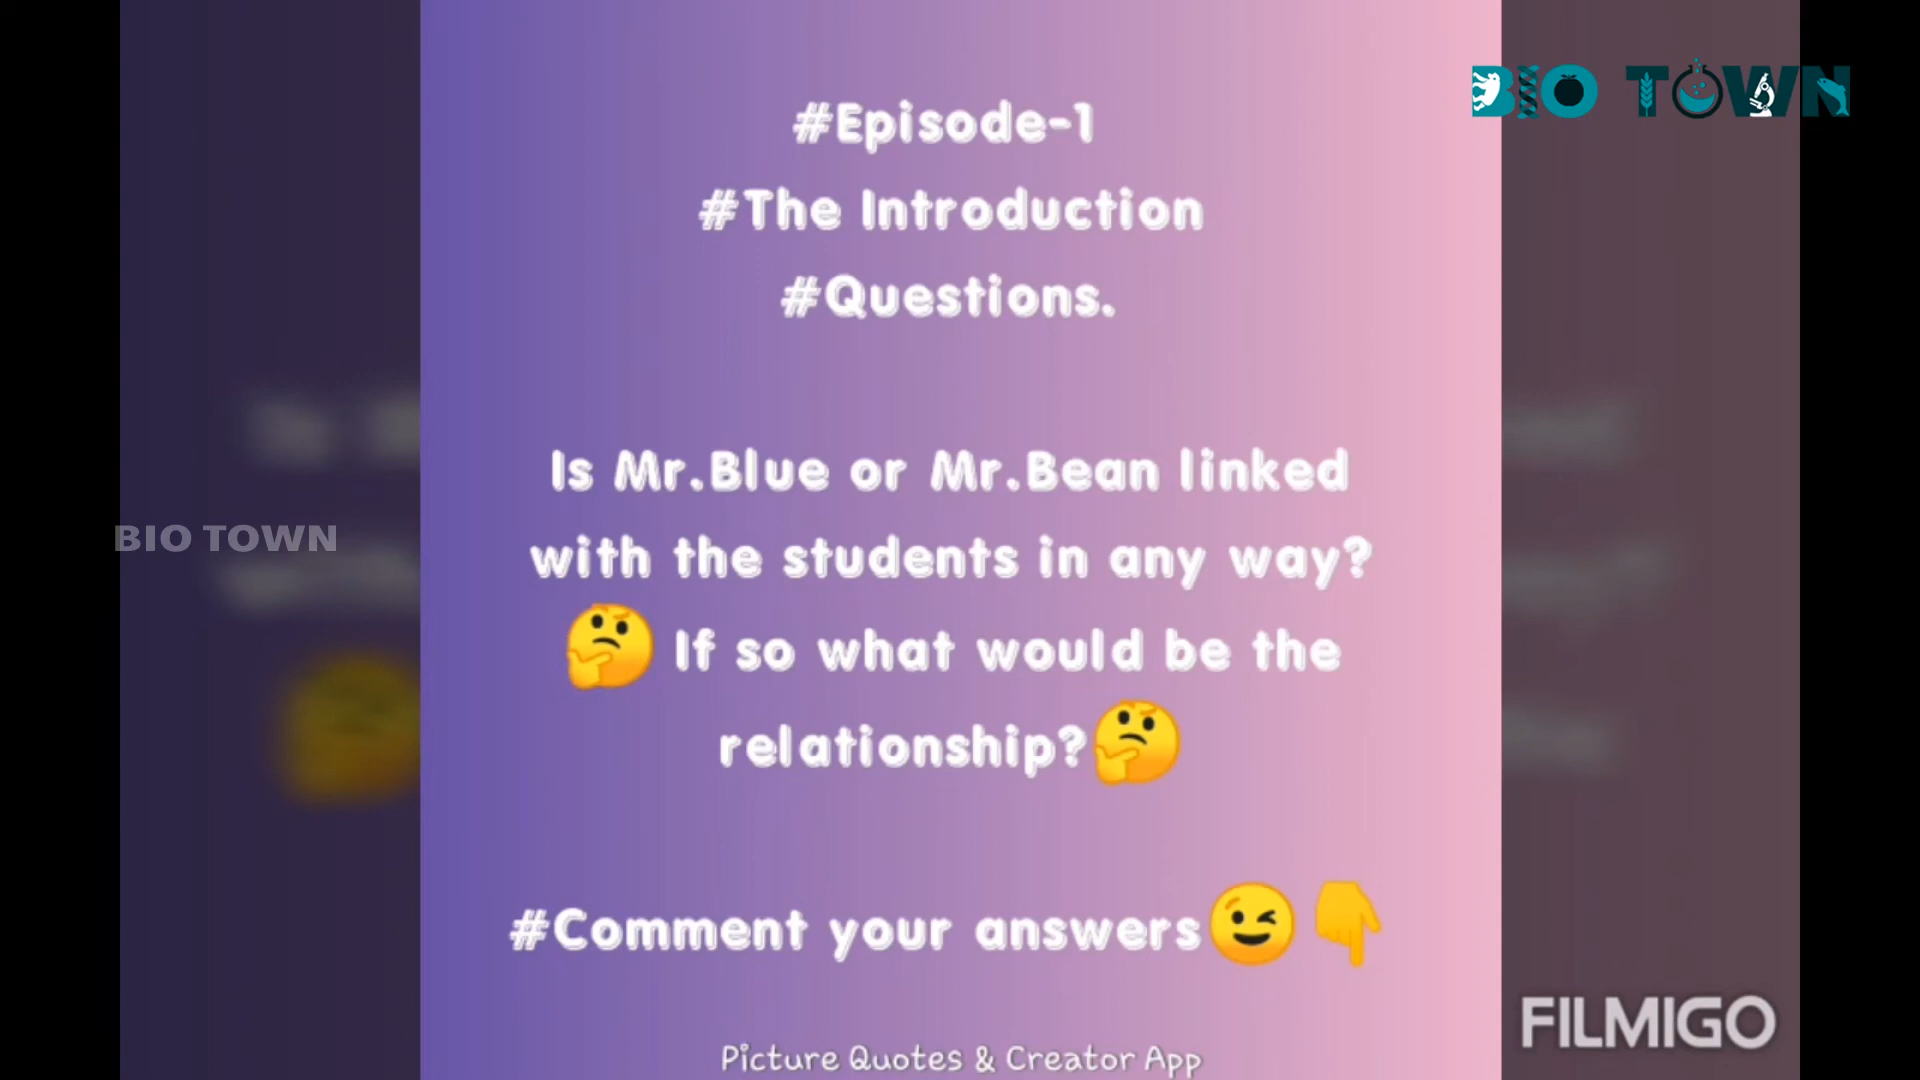 BIO TOWN
#Episode-1
#The Introduction
#Questions.
Is Mr.Blue or Mr.Bean linked
with the students in any way?
🤔 If so what would be the
relationship?🤔
#Comment your answers😉👇
BIO TOWN
FILMIGO
Picture Quotes & Creator App